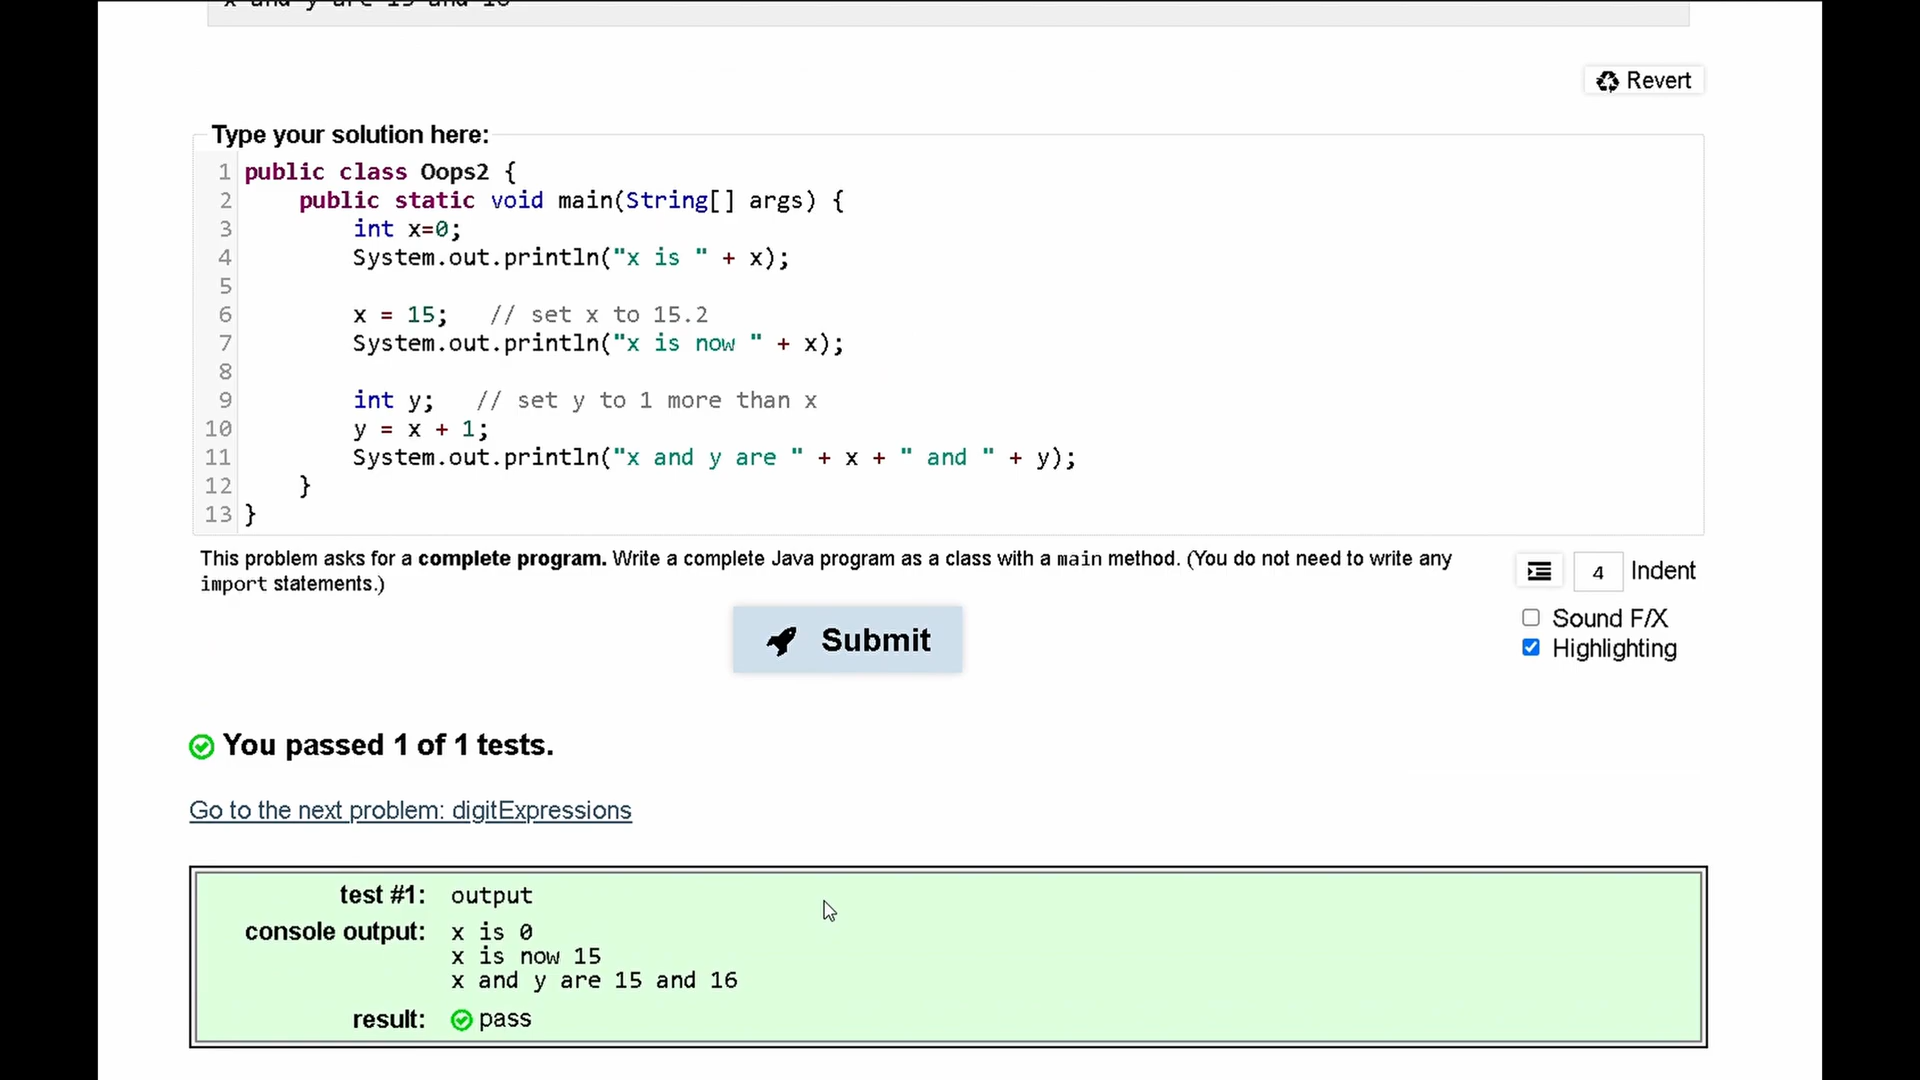 x and y are 15 and 16
Revert
Type your solution here:
1 public class Oops2 {
2     public static void main(String[] args) {
3         int x=0;
4         System.out.println("x is " + x);
5
6         x = 15;   // set x to 15.2
7         System.out.println("x is now " + x);
8
9         int y;   // set y to 1 more than x
10         y = x + 1;
11         System.out.println("x and y are " + x + " and " + y);
12     }
13 }
This problem asks for a complete program. Write a complete Java program as a class with a main method. (You do not need to write any
import statements.)
4 Indent
Sound F/X
Highlighting
Submit
You passed 1 of 1 tests.
Go to the next problem: digitExpressions
test #1: output
console output: x is 0
x is now 15
x and y are 15 and 16
result: pass